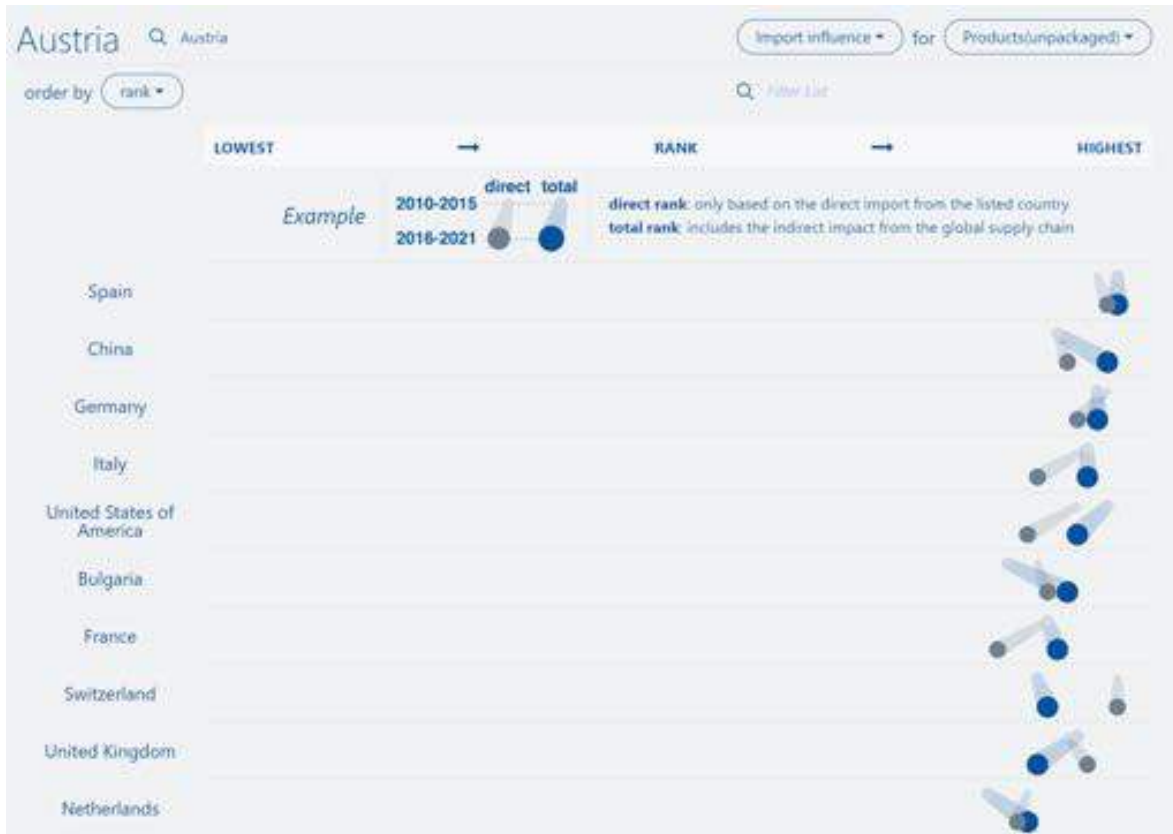 Austria Austria Import influence for Products(unpackaged)
order by rank Filter List
LOWEST → RANK → HIGHEST
direct total
2010-2015
Example
2016-2021
direct rank: only based on the direct import from the listed country
total rank: includes the indirect impact from the global supply chain
Spain
China
Germany
Italy
United States of
America
Bulgaria
France
Switzerland
United Kingdom
Netherlands